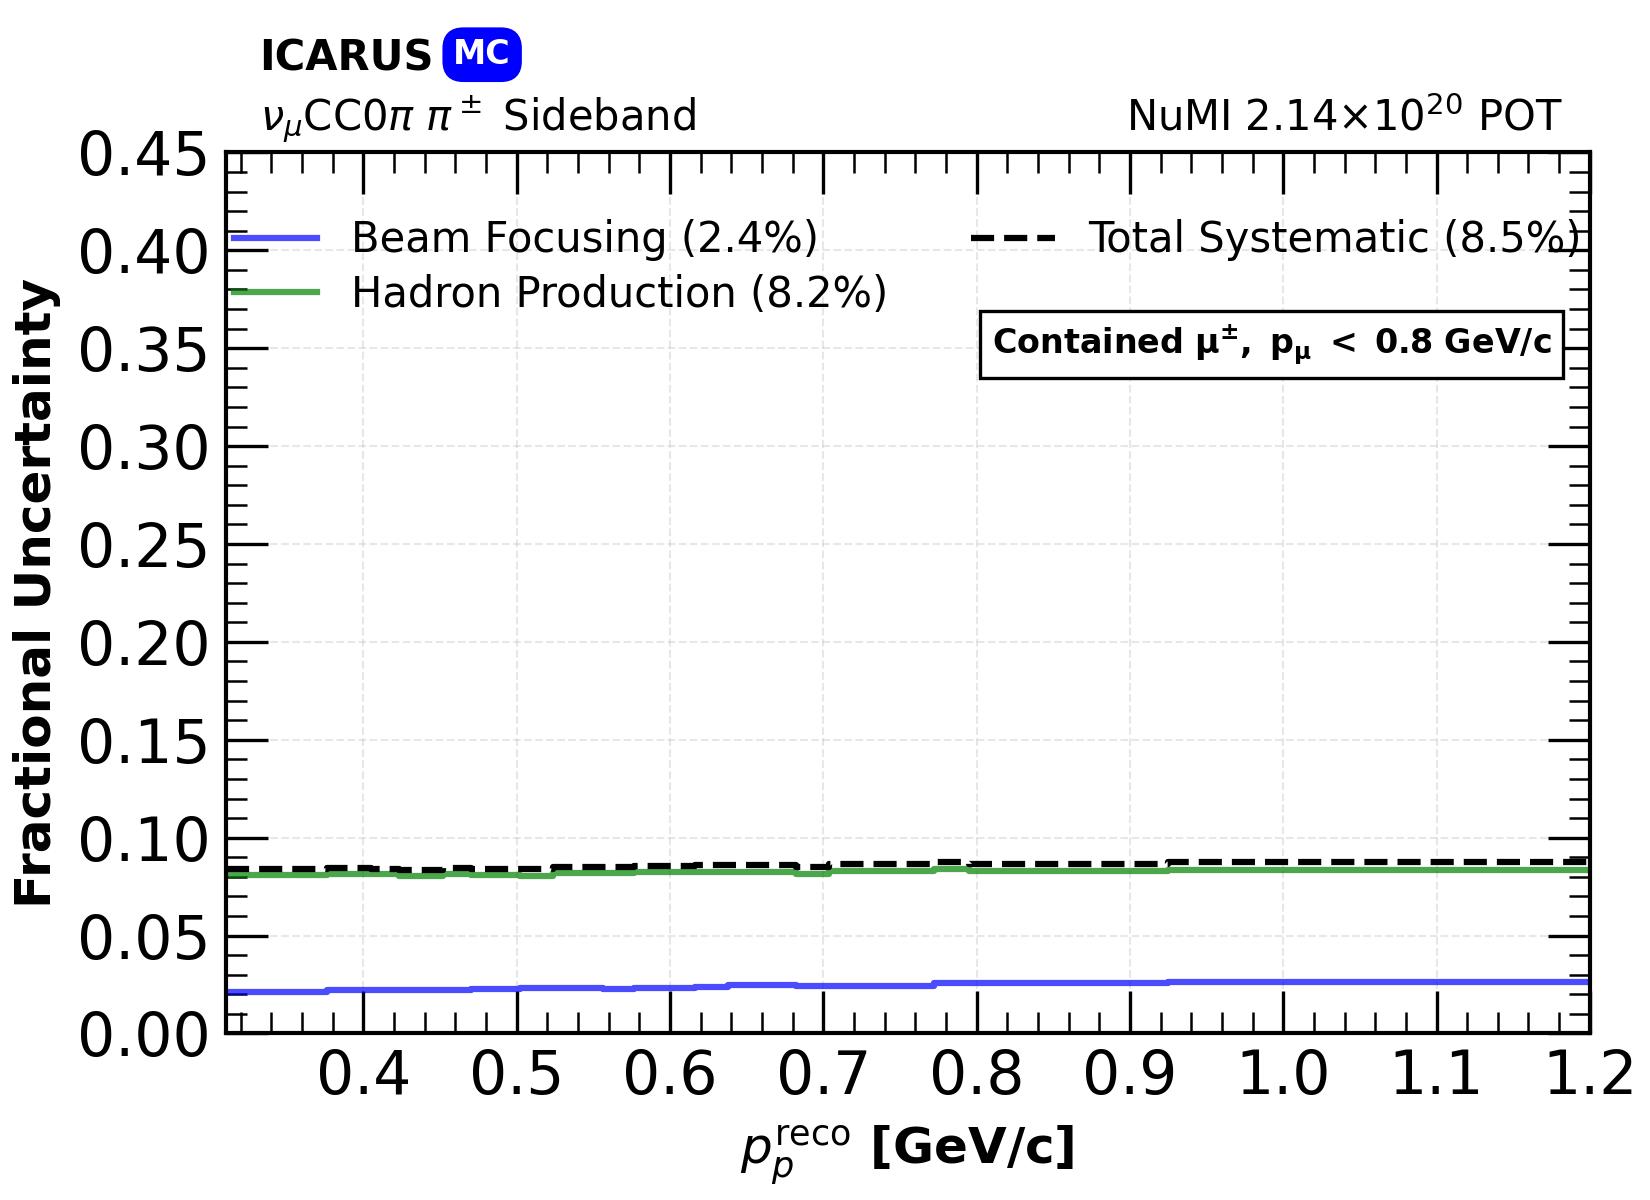 ICARUS MC
νμCC0π π± Sideband NuMI 2.14×10²⁰ POT
Beam Focusing (2.4%)
Hadron Production (8.2%)
Total Systematic (8.5%)
Contained μ±, pμ < 0.8 GeV/c
Fractional Uncertainty
0.45
0.40
0.35
0.30
0.25
0.20
0.15
0.10
0.05
0.00
0.4 0.5 0.6 0.7 0.8 0.9 1.0 1.1 1.2
p_p^reco [GeV/c]